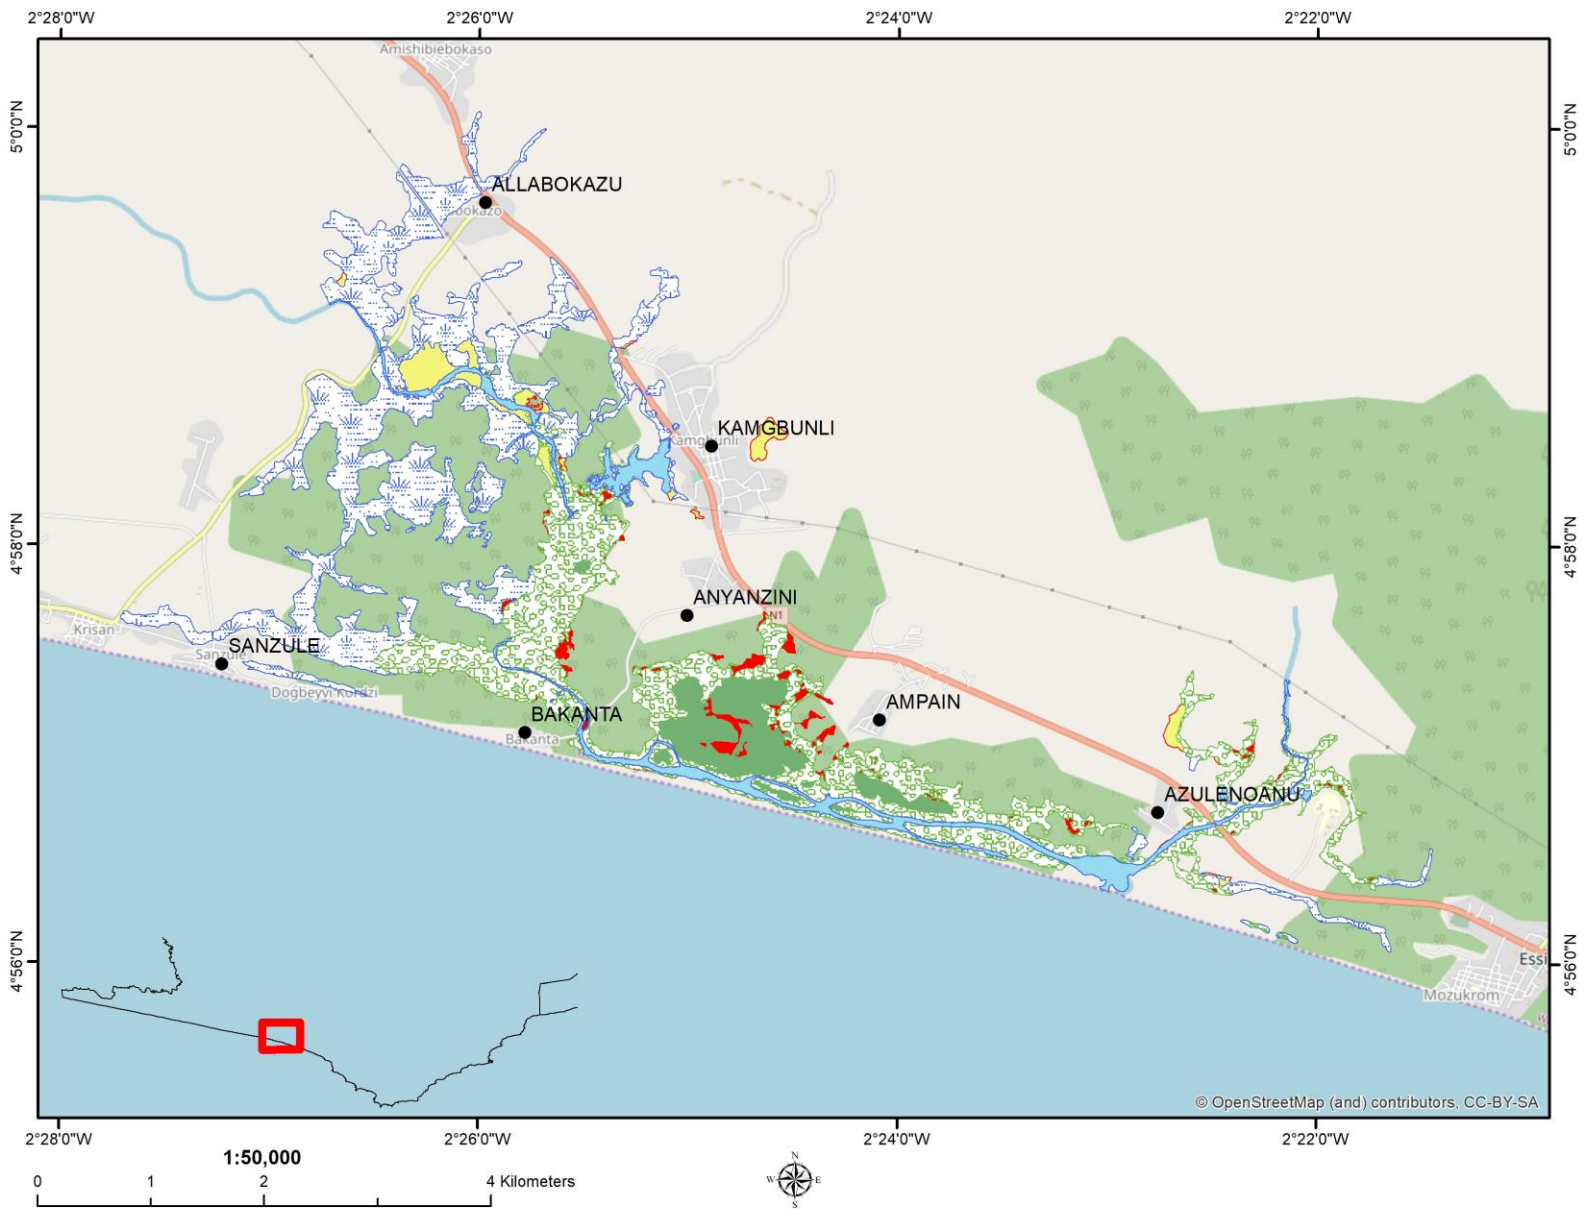 2°28'0"W 2°26'0"W 2°24'0"W 2°22'0"W
Amishibiebokaso
5°0'0"N 5°0'0"N
ALLABOKAZU
bokazo
KAMGBUNLI
Kamgbunli
4°58'0"N 4°58'0"N
ANYANZINI
N1
Krisan
SANZULE
Sanzule
Dogbeyvi Kordzi
AMPAIN
BAKANTA
Bakanta
AZULENOANU
4°56'0"N 4°56'0"N
Essi
Mozukrom
© OpenStreetMap (and) contributors, CC-BY-SA
2°28'0"W 2°26'0"W 2°24'0"W 2°22'0"W
1:50,000
0 1 2 4 Kilometers
N
W E
S